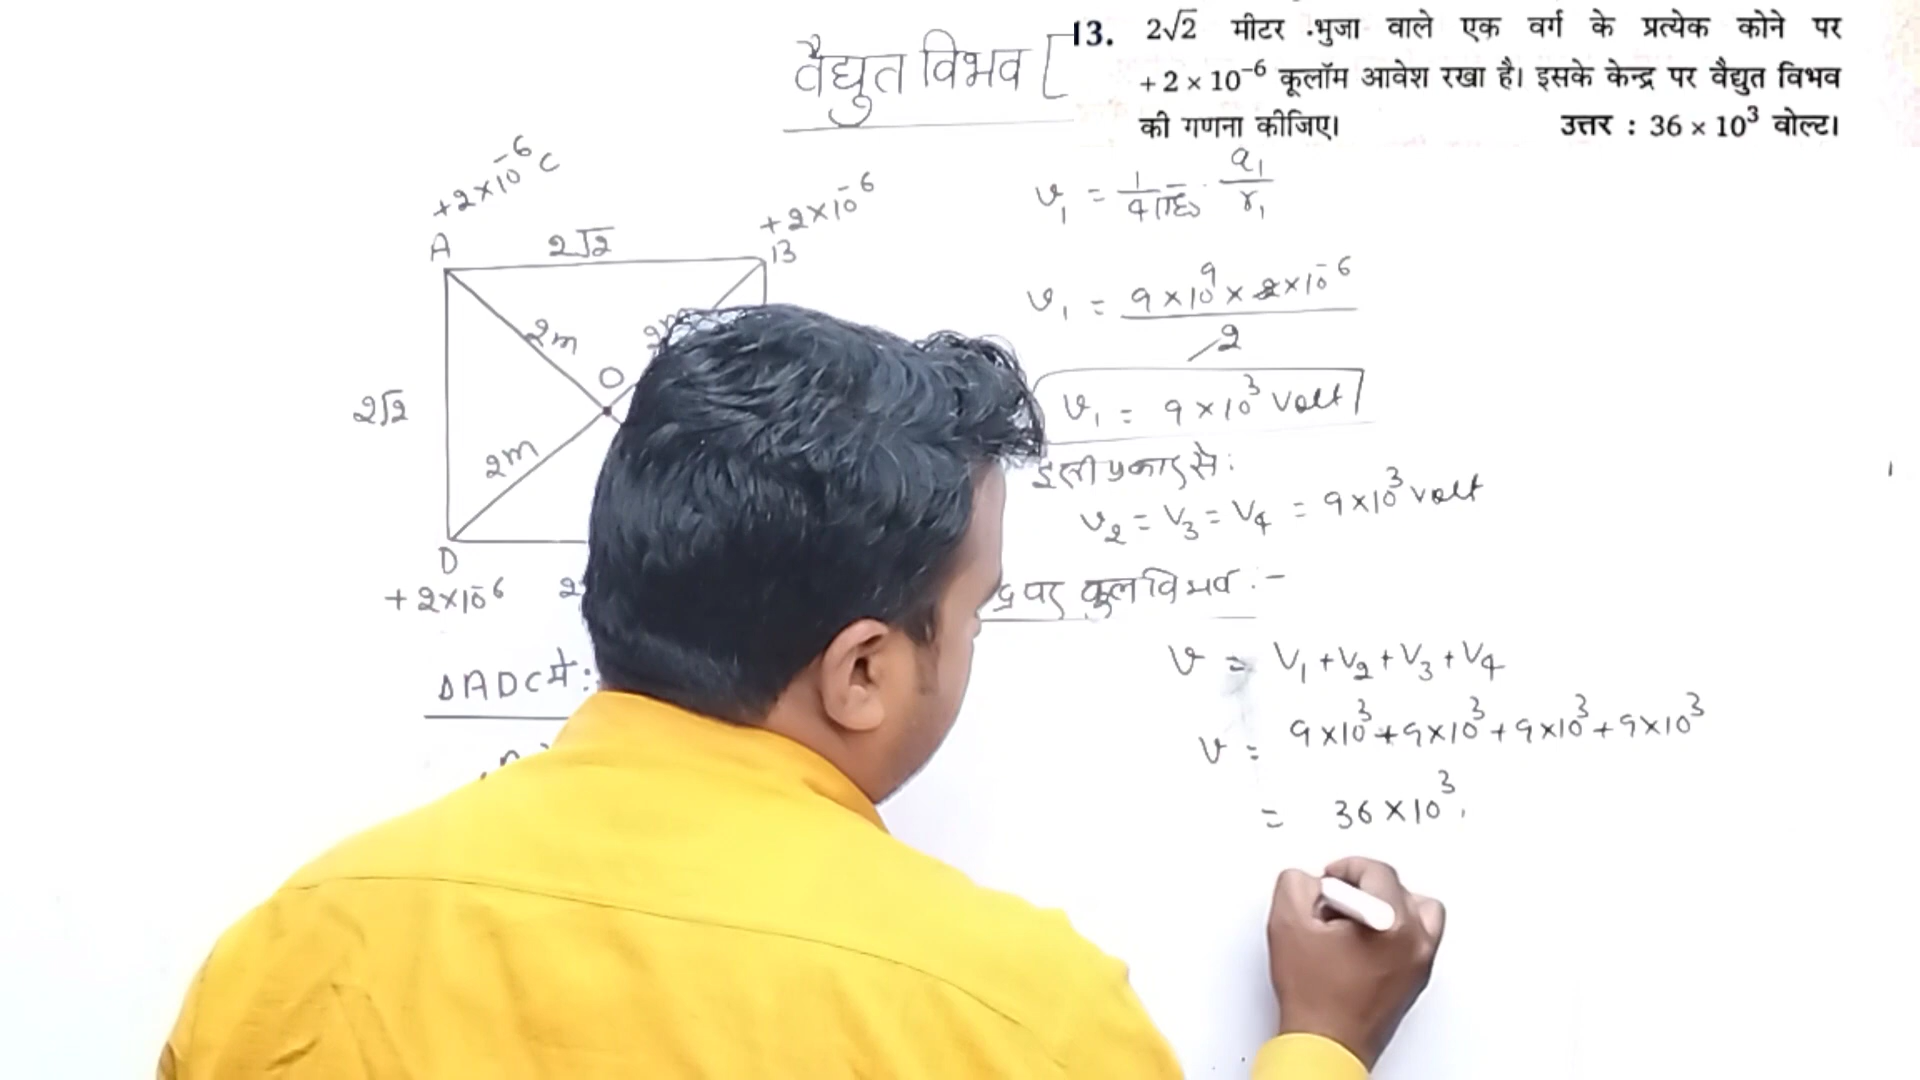 वैद्युत विभव [
13. 2√2 मीटर भुजा वाले एक वर्ग के प्रत्येक कोने पर
+2 × 10⁻⁶ कूलॉम आवेश रखा है। इसके केन्द्र पर वैद्युत विभव
की गणना कीजिए। उत्तर : 36 × 10³ वोल्ट।
+2×10⁻⁶ C
+2×10⁻⁶
A
2√2
B
2m
O
2√2
2m
D
+2×10⁻⁶
ΔADC में:
v₁ = 1/4πε₀ · q₁/r₁
v₁ = 9×10⁹×2×10⁻⁶ / 2
v₁ = 9×10³ Volt
इसी प्रकार से:
v₂ = V₃ = V₄ = 9×10³ volt
पर कुल विभव :-
v = V₁+V₂+V₃+V₄
v = 9×10³+9×10³+9×10³+9×10³
= 36×10³